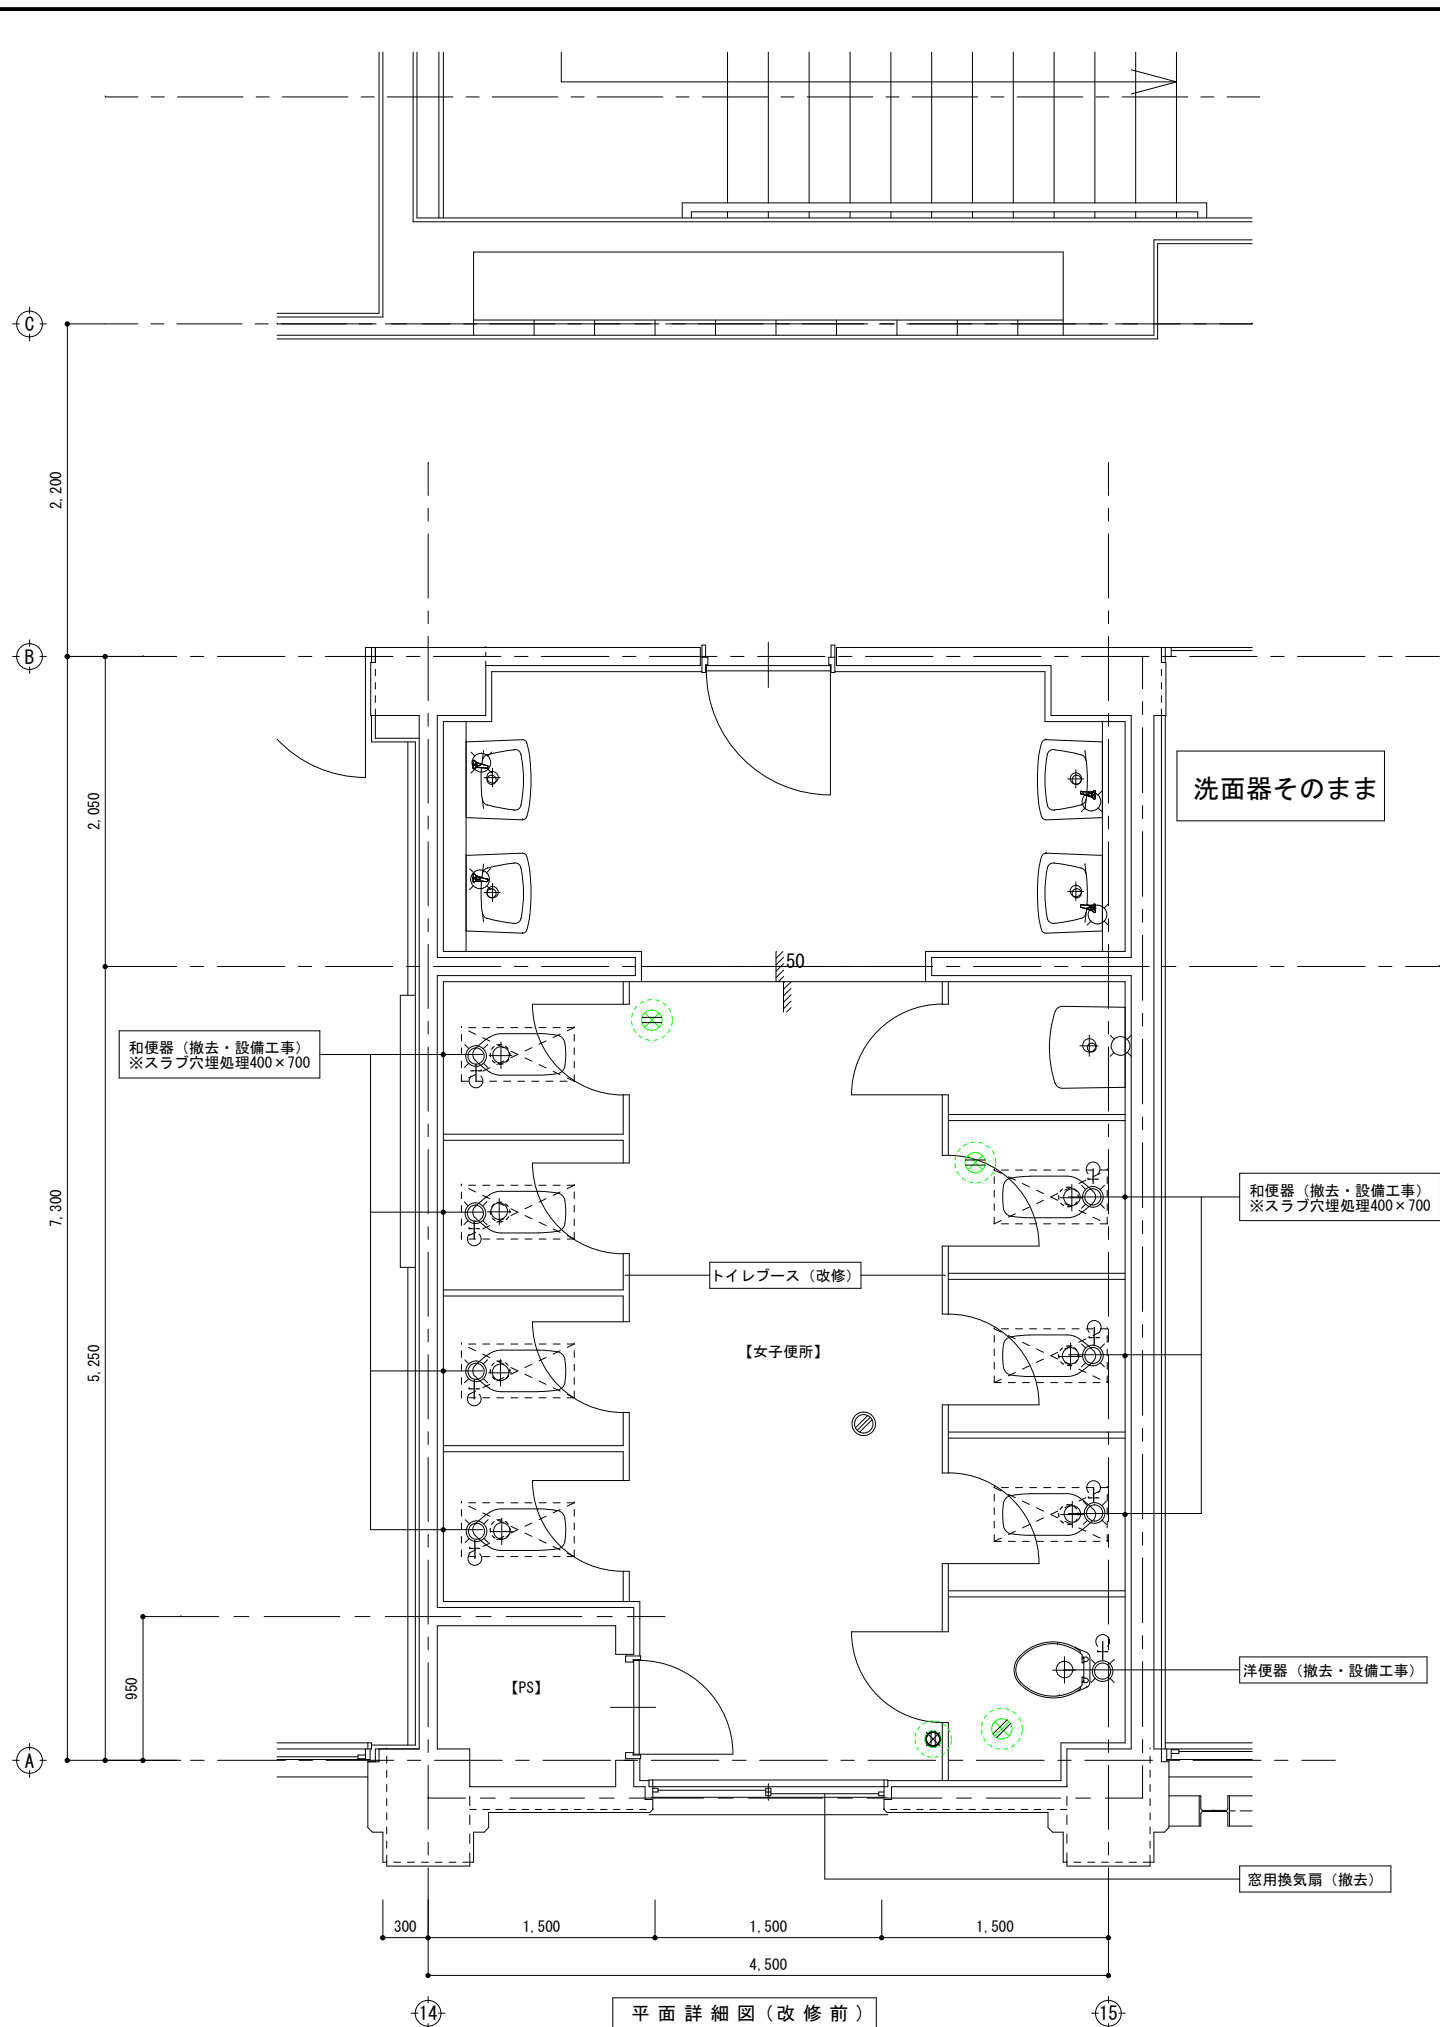 C
2,200
B
2,050
洗面器そのまま
50
和便器（撤去・設備工事）
※スラブ穴埋処理400×700
和便器（撤去・設備工事）
※スラブ穴埋処理400×700
7,300
トイレブース（改修）
【女子便所】
5,250
洋便器（撤去・設備工事）
【PS】
950
A
窓用換気扇（撤去）
300
1,500
1,500
1,500
4,500
14
平面詳細図（改修前）
15